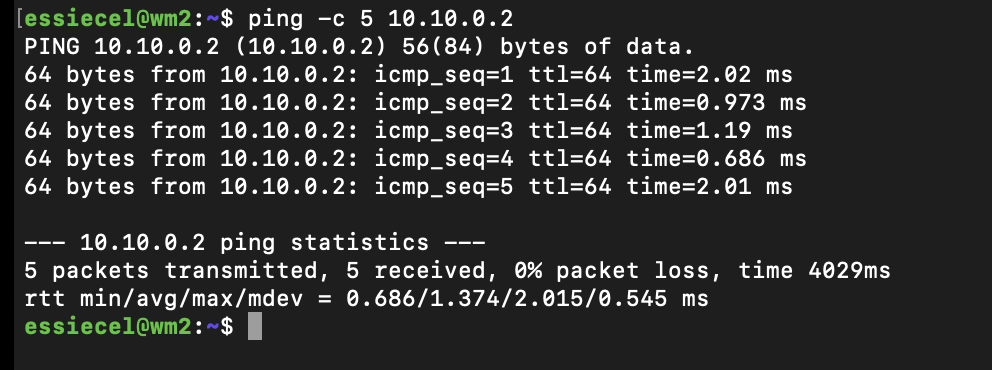 [essiecel@wm2:~$ ping -c 5 10.10.0.2
PING 10.10.0.2 (10.10.0.2) 56(84) bytes of data.
64 bytes from 10.10.0.2: icmp_seq=1 ttl=64 time=2.02 ms
64 bytes from 10.10.0.2: icmp_seq=2 ttl=64 time=0.973 ms
64 bytes from 10.10.0.2: icmp_seq=3 ttl=64 time=1.19 ms
64 bytes from 10.10.0.2: icmp_seq=4 ttl=64 time=0.686 ms
64 bytes from 10.10.0.2: icmp_seq=5 ttl=64 time=2.01 ms
--- 10.10.0.2 ping statistics ---
5 packets transmitted, 5 received, 0% packet loss, time 4029ms
rtt min/avg/max/mdev = 0.686/1.374/2.015/0.545 ms
essiecel@wm2:~$